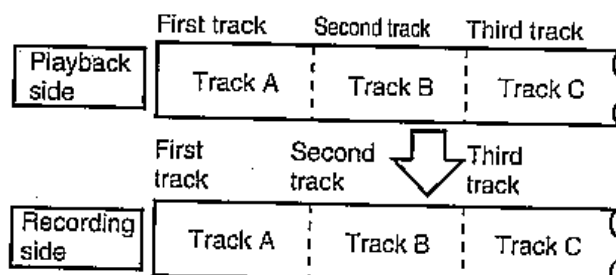 First track Second track Third track
Playback side
Track A Track B Track C
First track Second track Third track
Recording side
Track A Track B Track C